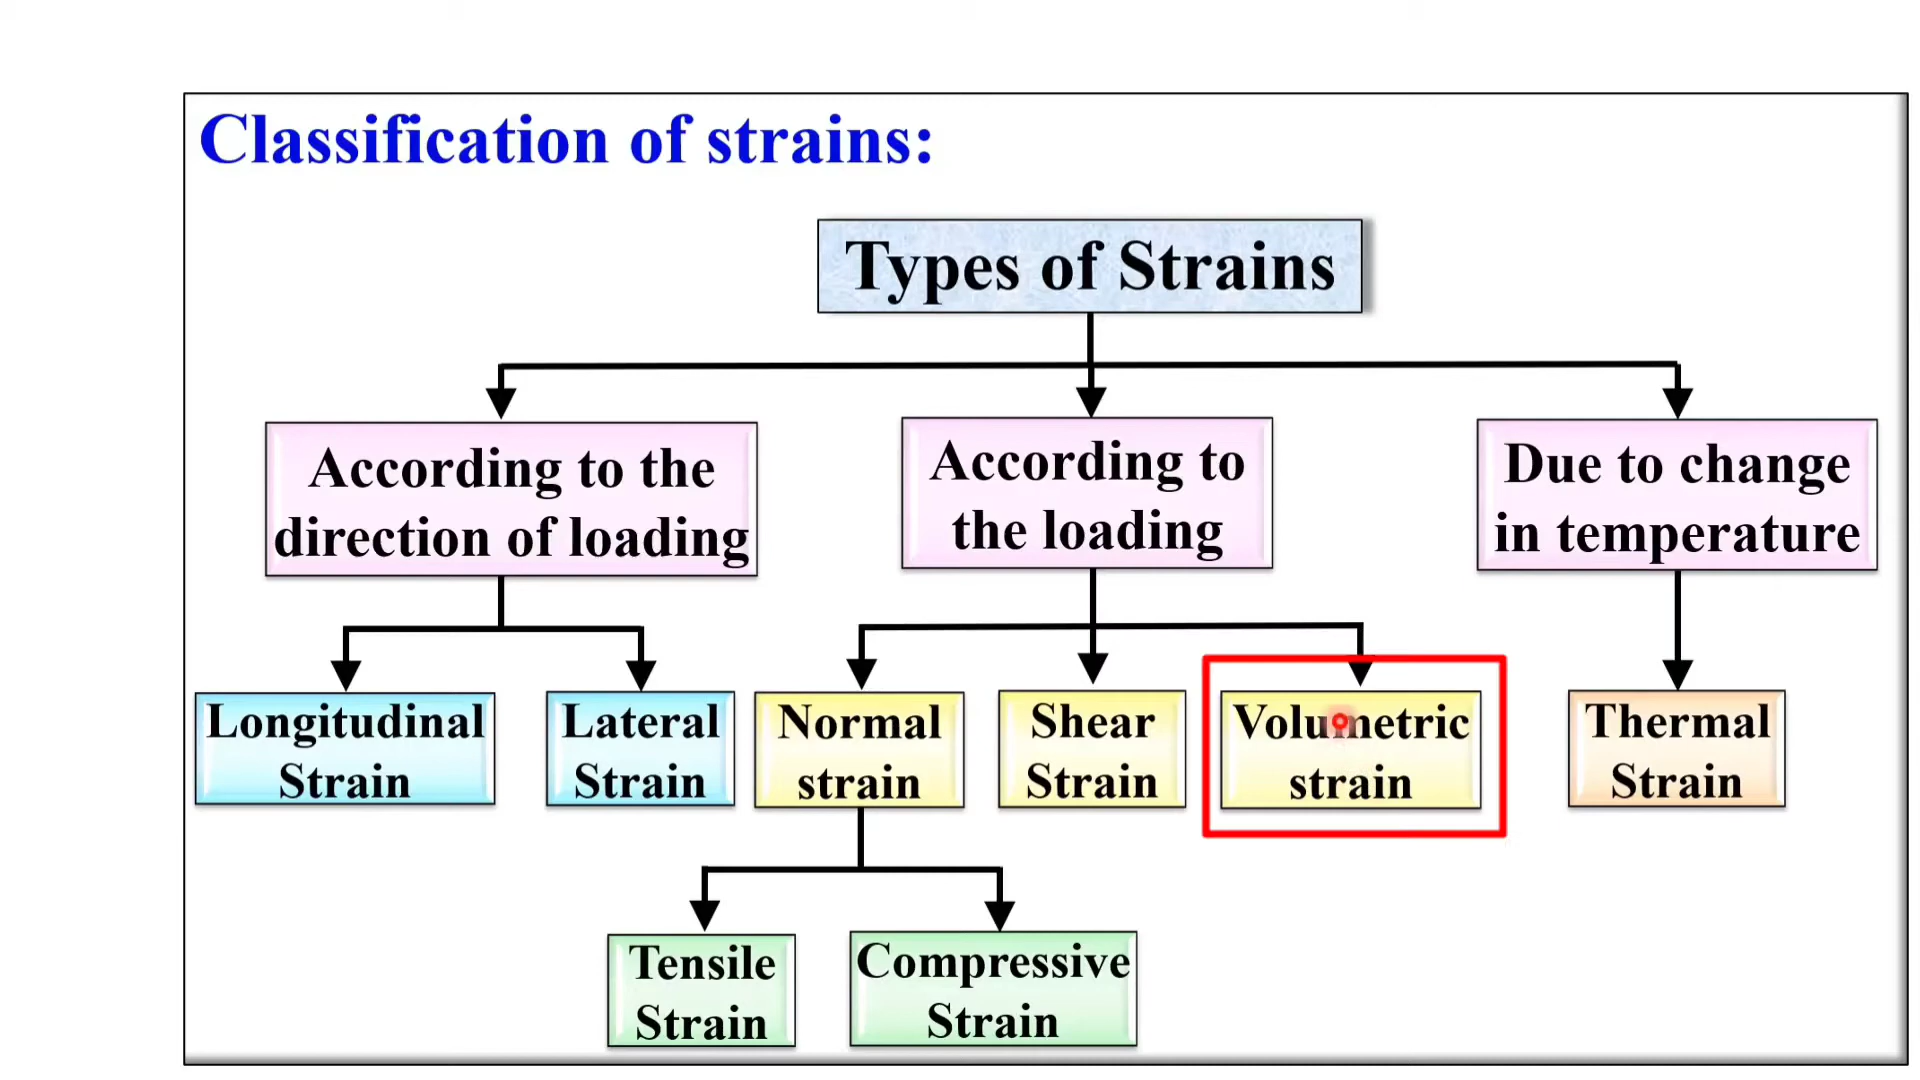 Classification of strains:
Types of Strains
According to the
direction of loading
According to
the loading
Due to change
in temperature
Longitudinal
Strain
Lateral
Strain
Normal
strain
Shear
Strain
Volumetric
strain
Thermal
Strain
Tensile
Strain
Compressive
Strain